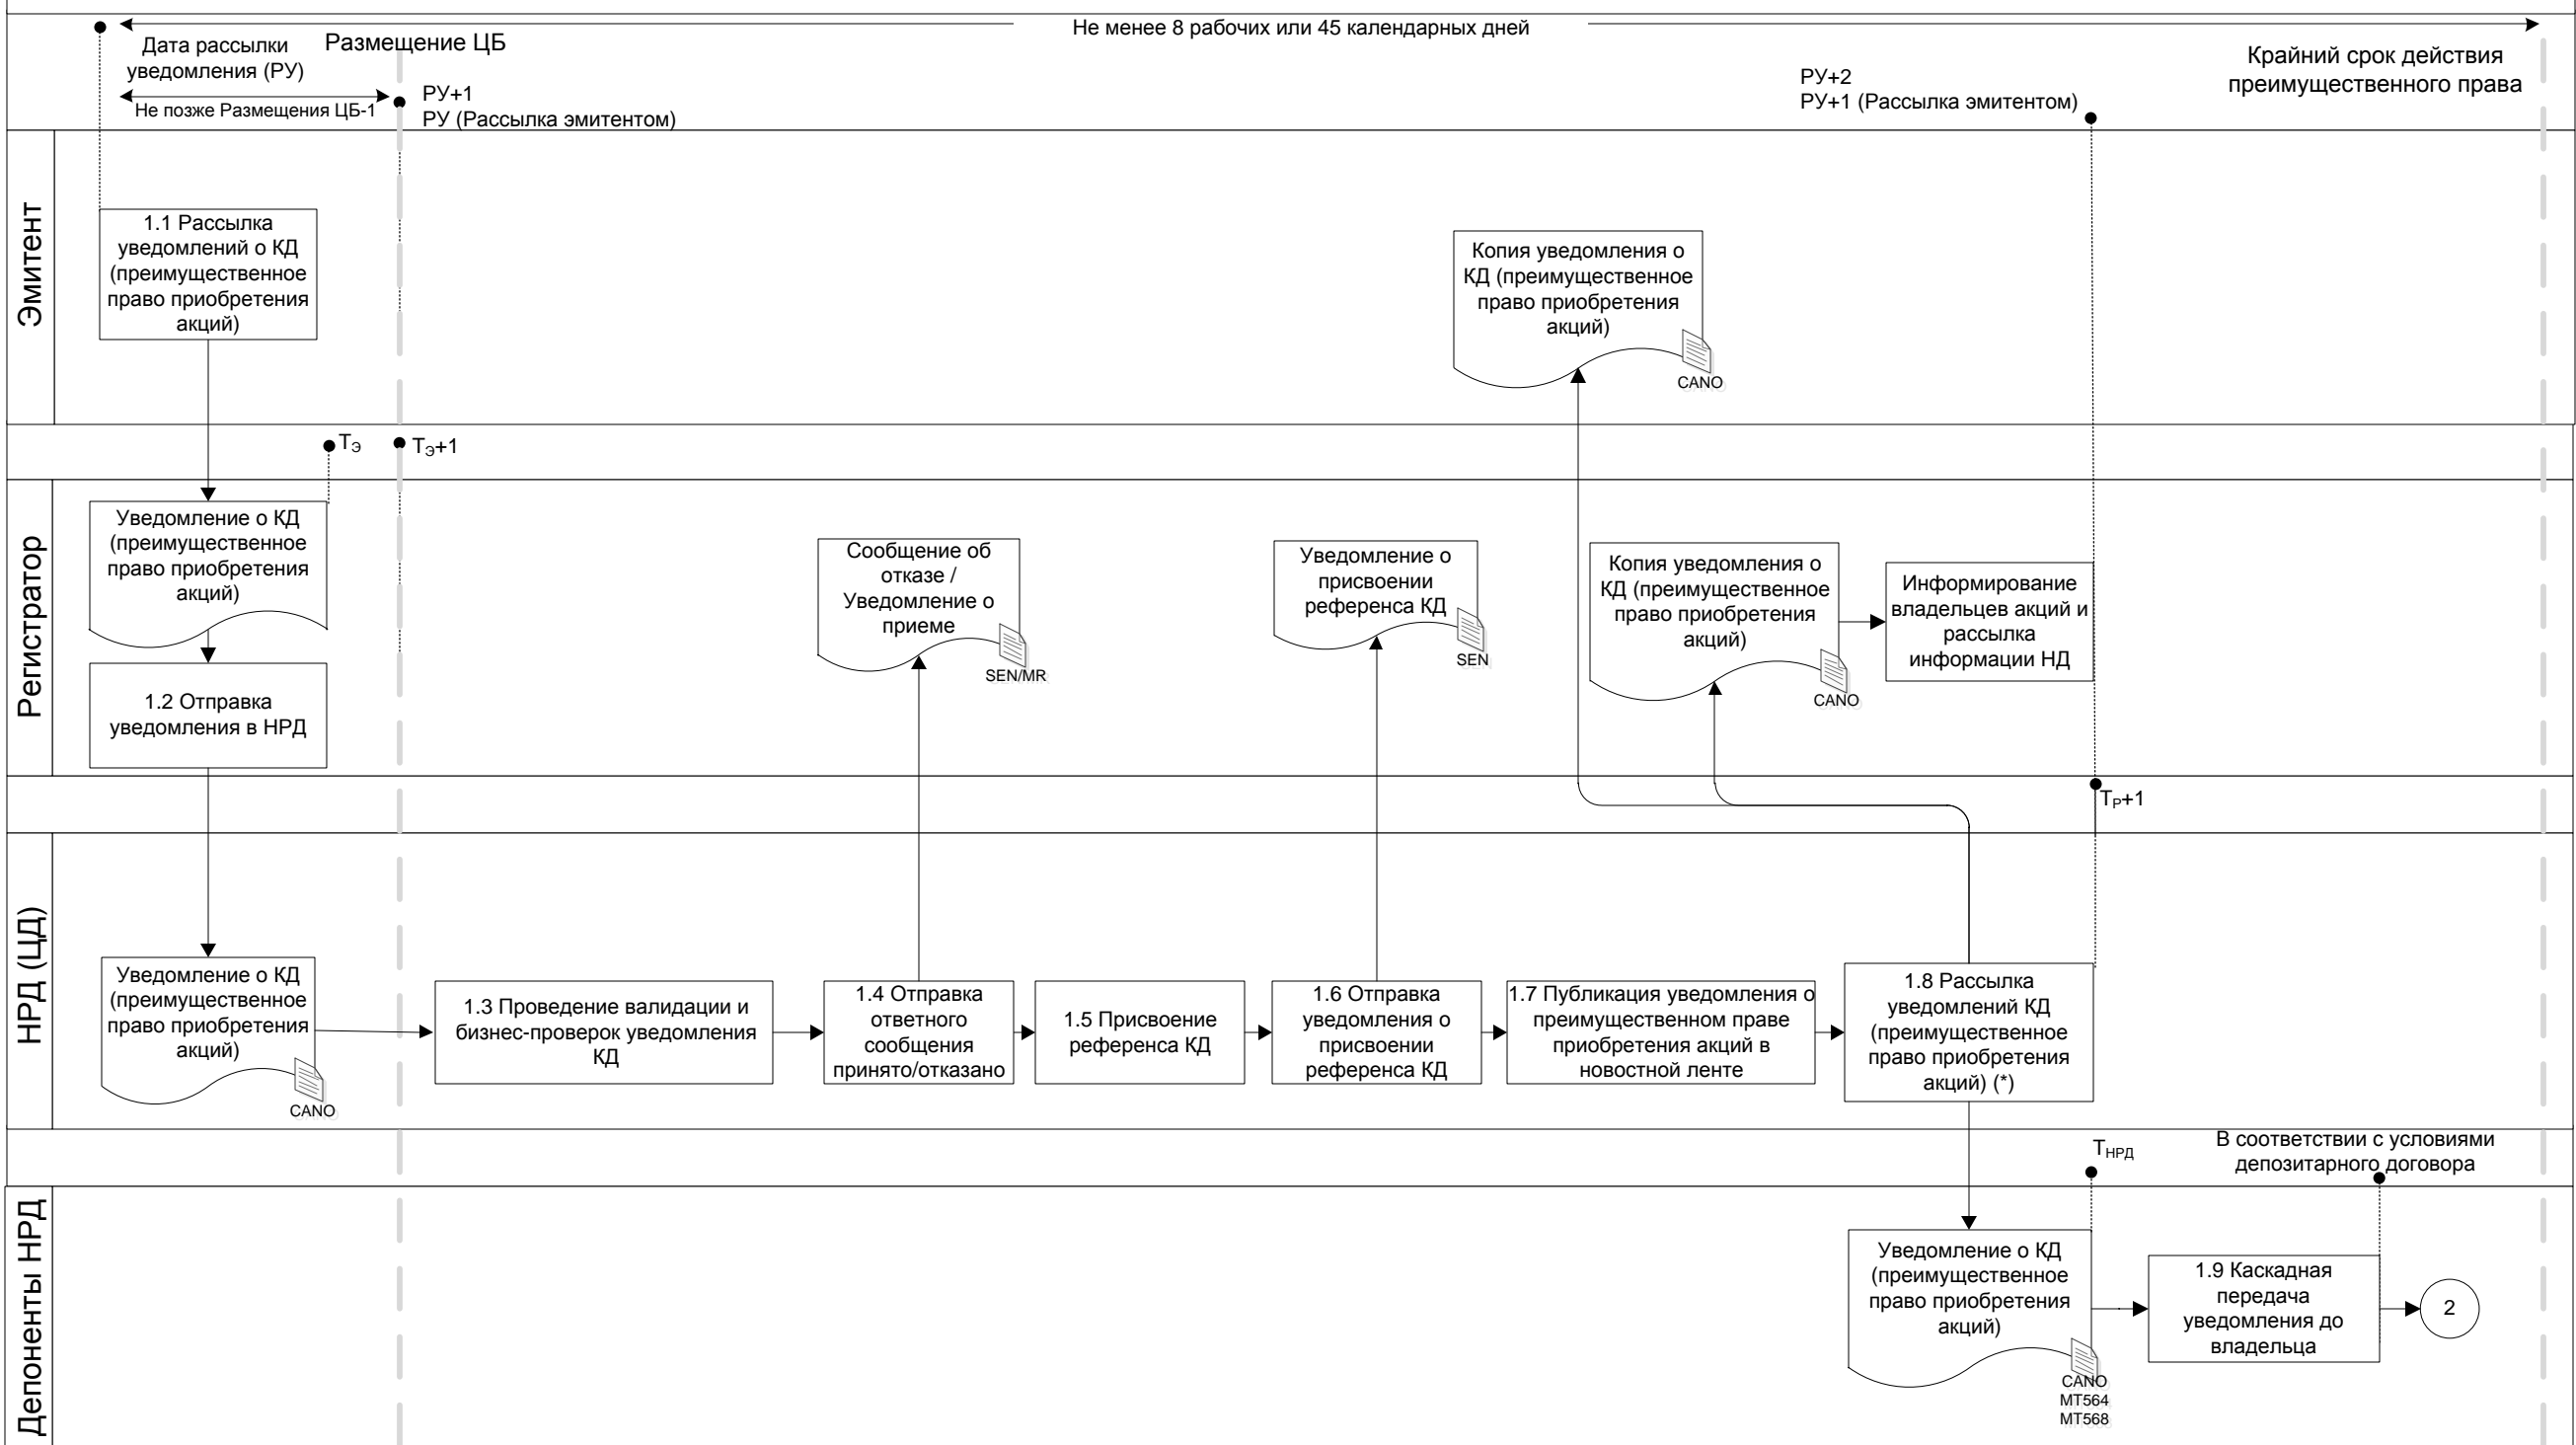 Не менее 8 рабочих или 45 календарных дней
Дата рассылки
уведомления (РУ)
Размещение ЦБ
Не позже Размещения ЦБ-1
РУ+1
РУ (Рассылка эмитентом)
РУ+2
РУ+1 (Рассылка эмитентом)
Крайний срок действия
преимущественного права
Эмитент
1.1 Рассылка
уведомлений о КД
(преимущественное
право приобретения
акций)
Копия уведомления о
КД (преимущественное
право приобретения
акций)
CANO
TЭ
TЭ+1
Регистратор
Уведомление о КД
(преимущественное
право приобретения
акций)
1.2 Отправка
уведомления в НРД
Сообщение об
отказе /
Уведомление о
приеме
SEN/MR
Уведомление о
присвоении
референса КД
SEN
Копия уведомления о
КД (преимущественное
право приобретения
акций)
CANO
Информирование
владельцев акций и
рассылка
информации НД
TР+1
НРД (ЦД)
Уведомление о КД
(преимущественное
право приобретения
акций)
CANO
1.3 Проведение валидации и
бизнес-проверок уведомления
КД
1.4 Отправка
ответного
сообщения
принято/отказано
1.5 Присвоение
референса КД
1.6 Отправка
уведомления о
присвоении
референса КД
1.7 Публикация уведомления о
преимущественном праве
приобретения акций в
новостной ленте
1.8 Рассылка
уведомлений КД
(преимущественное
право приобретения
акций) (*)
TНРД
В соответствии с условиями
депозитарного договора
Депоненты НРД
Уведомление о КД
(преимущественное
право приобретения
акций)
CANO
MT564
MT568
1.9 Каскадная
передача
уведомления до
владельца
2